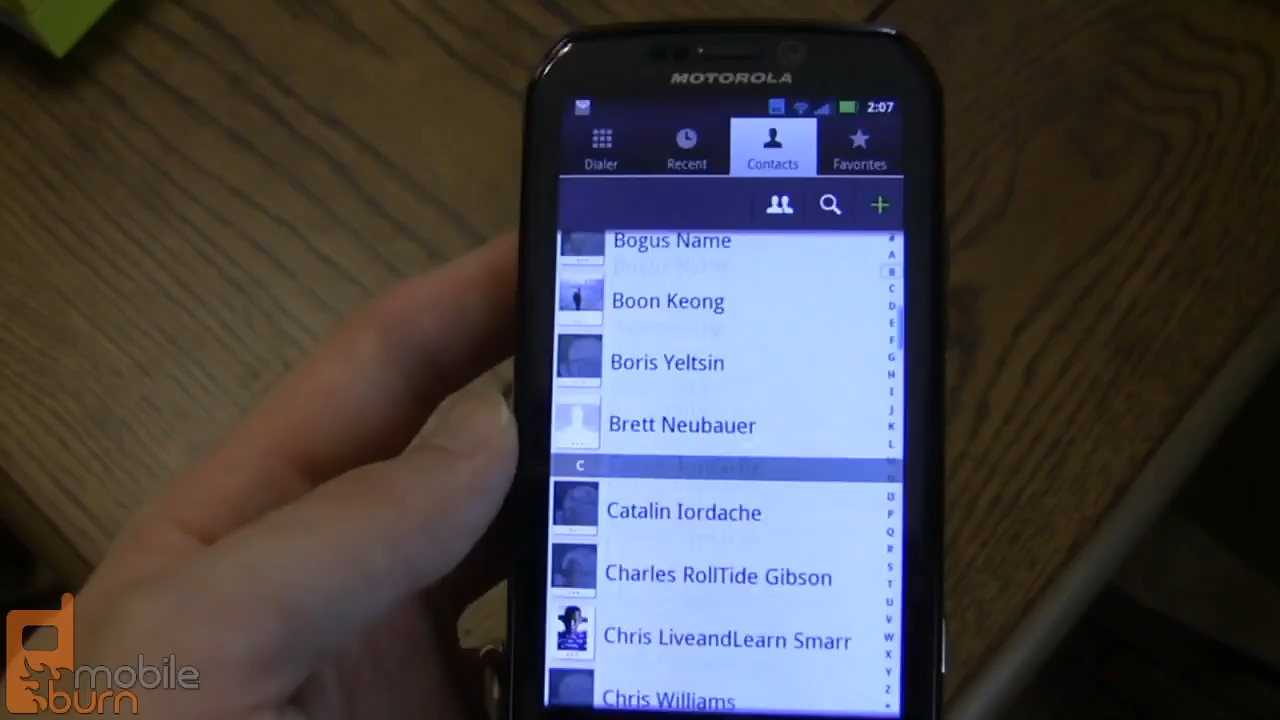 MOTOROLA
2:07
Dialer Recent Contacts Favorites
Bogus Name
Boon Keong
Boris Yeltsin
Brett Neubauer
C
Catalin Iordache
Charles RollTide Gibson
Chris LiveandLearn Smarr
Chris Williams
#
A
B
C
D
E
F
G
H
I
J
K
L
P
Q
R
S
T
U
V
W
X
Y
Z
mobile
burn